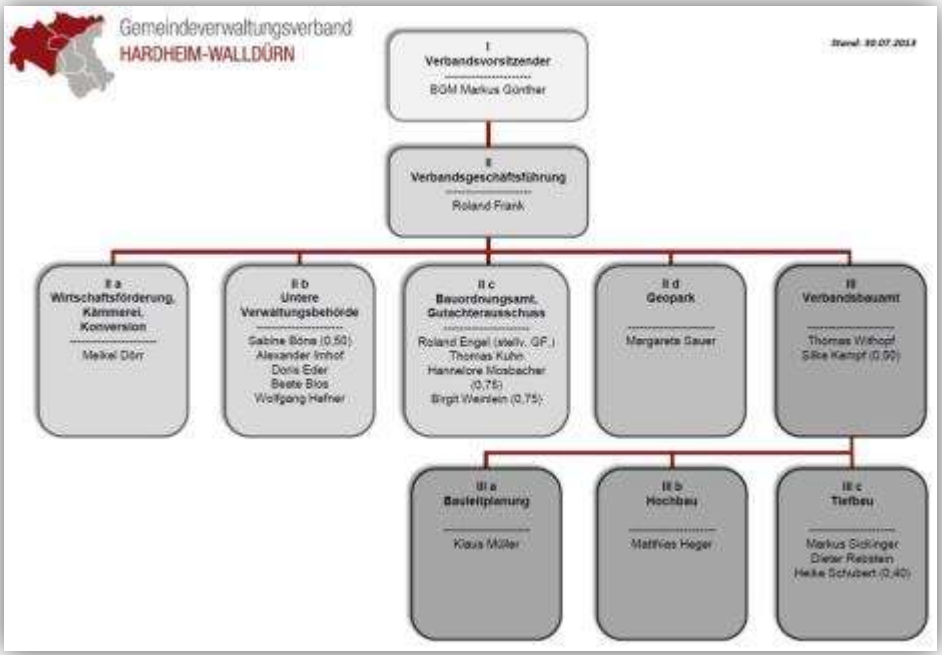 Gemeindeverwaltungsverband
HARDHEIM-WALLDÜRN
Stand: 30.07.2013
I
Verbandsvorsitzender
--------------------
BGM Markus Günther
II
Verbandsgeschäftsführung
--------------------
Roland Frank
II a
Wirtschaftsförderung,
Kämmerei,
Konversion
--------------------
Meikel Dörr
II b
Untere
Verwaltungsbehörde
--------------------
Sabine Böna (0,50)
Alexander Imhof
Doris Eder
Beate Blos
Wolfgang Hefner
II c
Bauordnungsamt,
Gutachterausschuss
--------------------
Roland Engel (stellv. GF.)
Thomas Kuhn
Hannelore Mosbacher
(0,75)
Birgit Weinlein (0,75)
II d
Geopark
--------------------
Margareta Sauer
III
Verbandsbauamt
--------------------
Thomas Withopf
Silke Kempf (0,50)
III a
Bauleitplanung
--------------------
Klaus Müller
III b
Hochbau
--------------------
Matthias Heger
III c
Tiefbau
--------------------
Markus Sickinger
Dieter Rebstein
Heike Schubert (0,40)